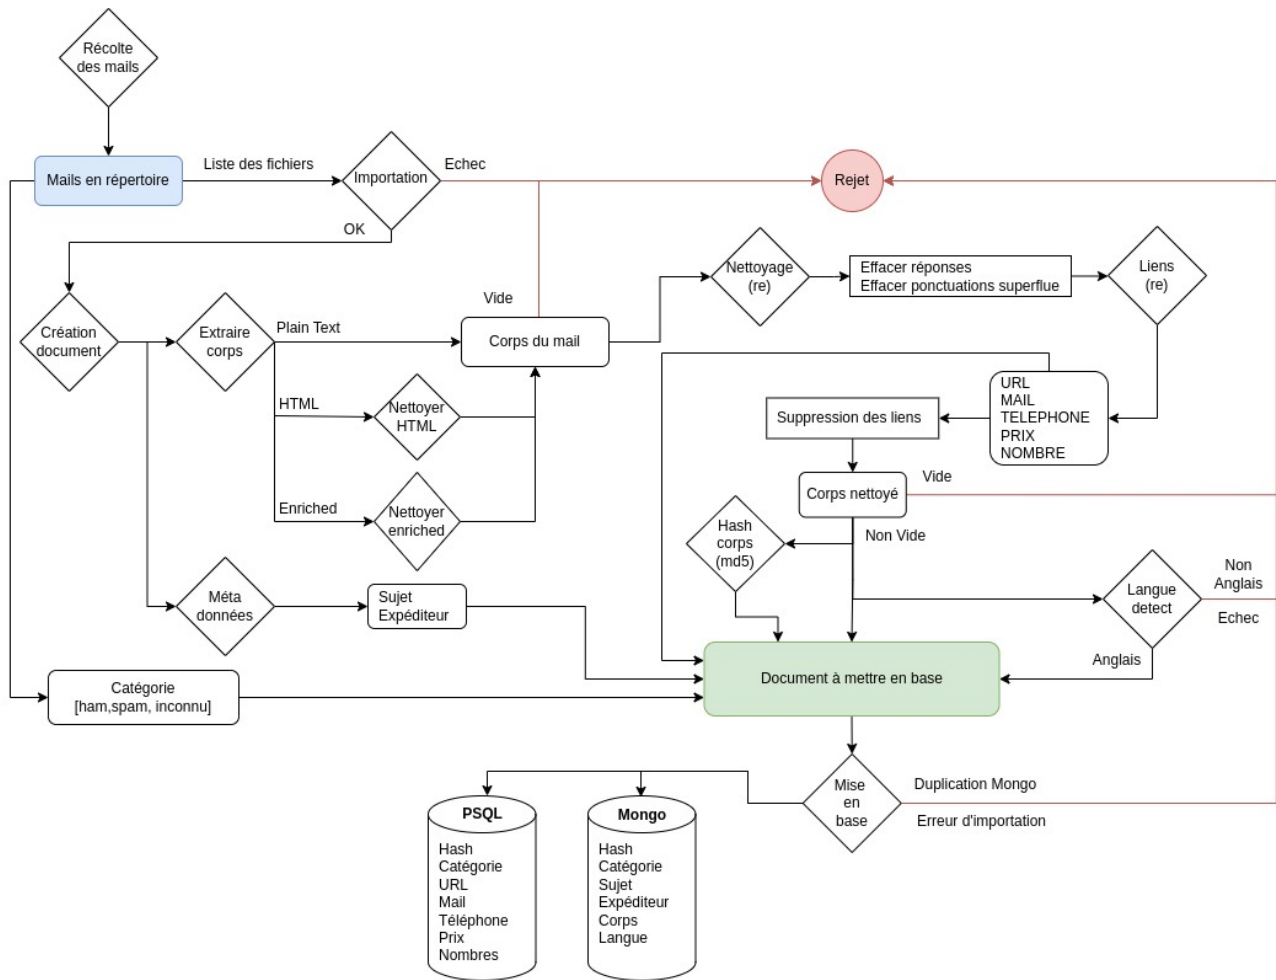 Récolte
des mails
Mails en répertoire
Liste des fichiers
Importation
Echec
Rejet
OK
Création
document
Extraire
corps
Plain Text
Vide
Corps du mail
HTML
Nettoyer
HTML
Enriched
Nettoyer
enriched
Nettoyage
(re)
Effacer réponses
Effacer ponctuations superflue
Liens
(re)
URL
MAIL
TELEPHONE
PRIX
NOMBRE
Suppression des liens
Corps nettoyé
Vide
Non Vide
Hash
corps
(md5)
Langue
detect
Non
Anglais
Echec
Anglais
Méta
données
Sujet
Expéditeur
Catégorie
[ham,spam, inconnu]
Document à mettre en base
Mise
en
base
Duplication Mongo
Erreur d'importation
PSQL
Hash
Catégorie
URL
Mail
Téléphone
Prix
Nombres
Mongo
Hash
Catégorie
Sujet
Expéditeur
Corps
Langue